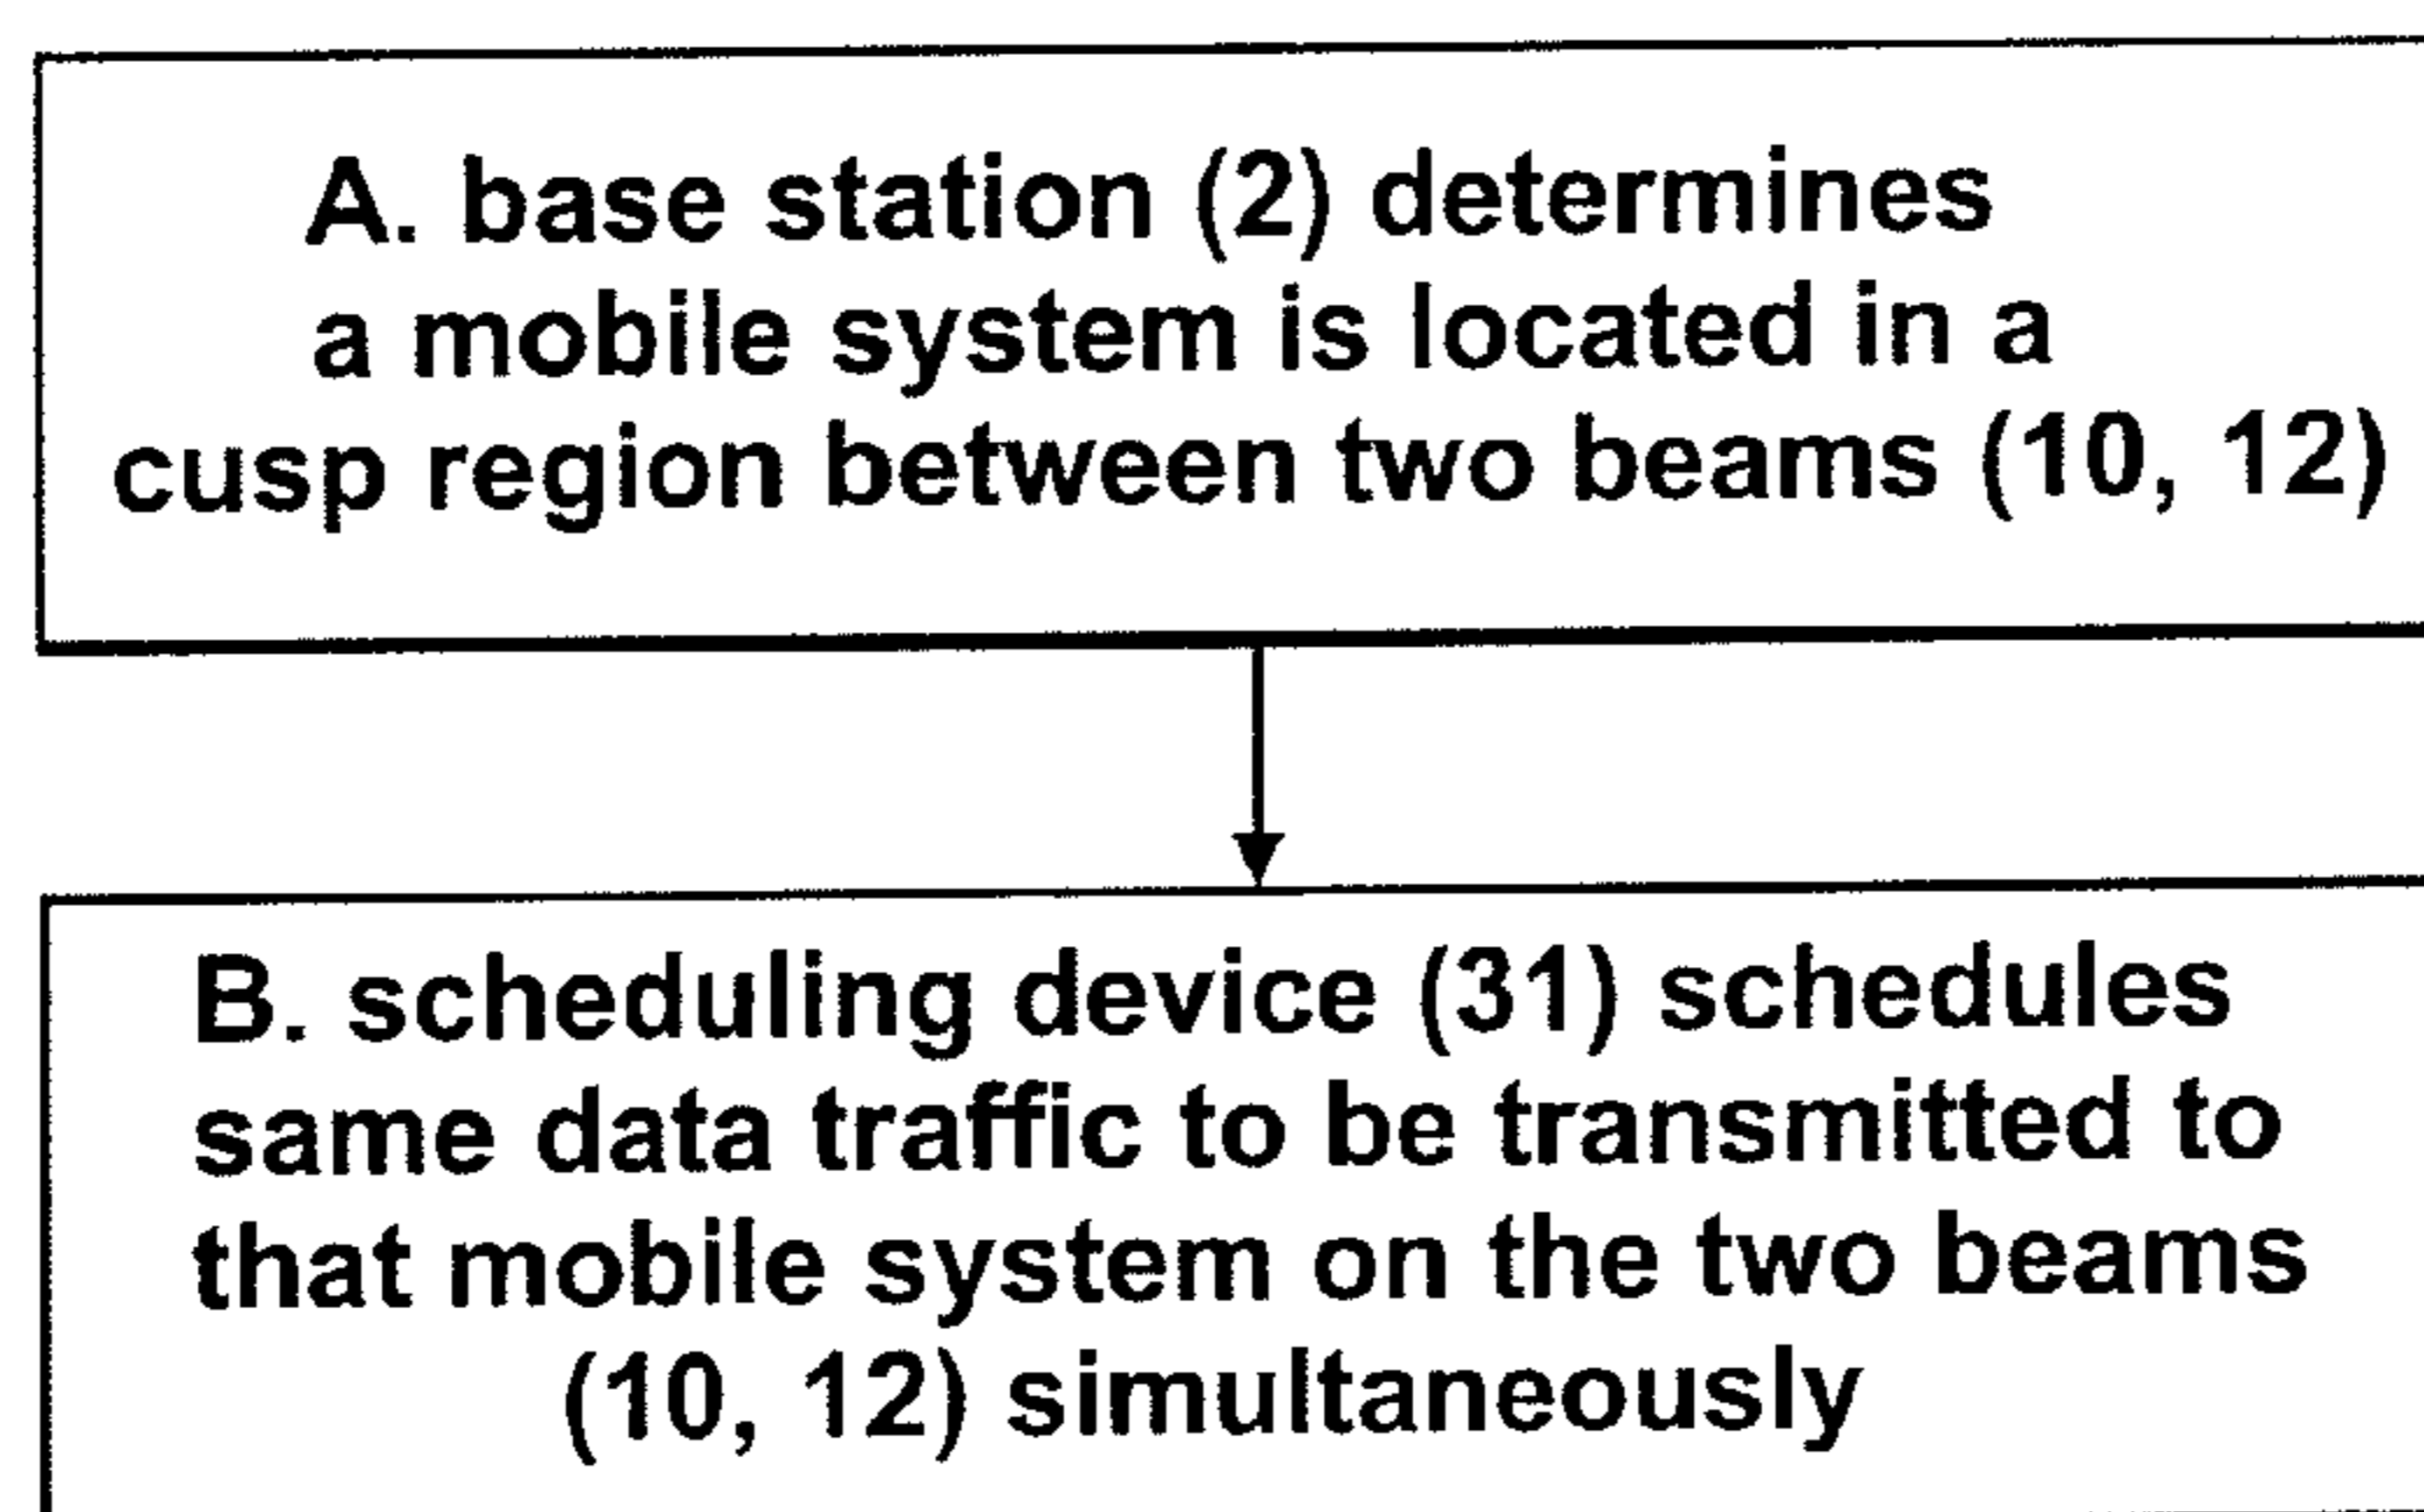 A. base station (2) determines
a mobile system is located in a
cusp region between two beams (10, 12)
B. scheduling device (31) schedules
same data traffic to be transmitted to
that mobile system on the two beams
(10, 12) simultaneously